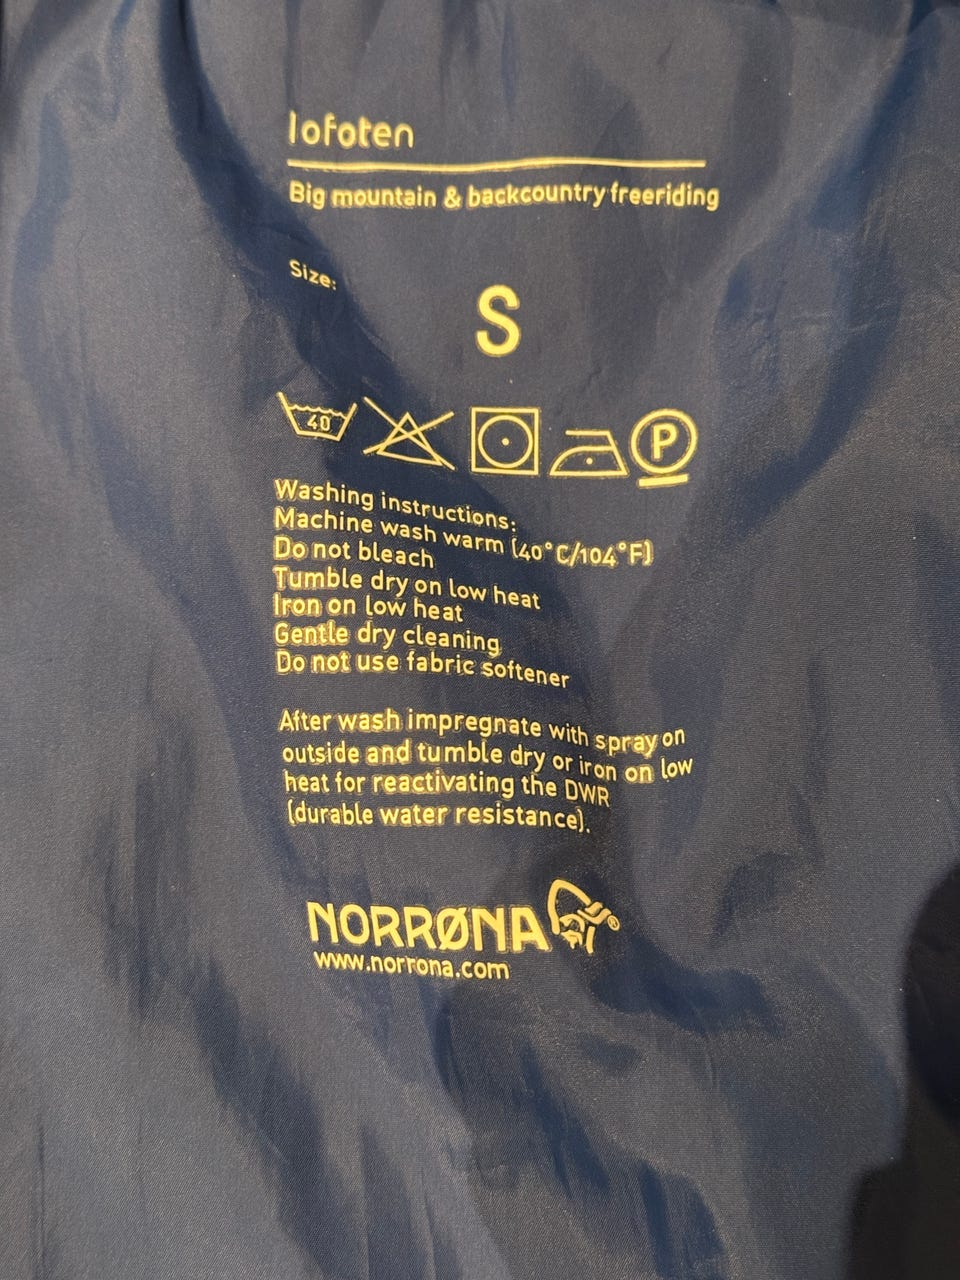 lofoten
Big mountain & backcountry freeriding
Size:
S
40
P
Washing instructions:
Machine wash warm (40°C/104°F)
Do not bleach
Tumble dry on low heat
Iron on low heat
Gentle dry cleaning
Do not use fabric softener
After wash impregnate with spray on
outside and tumble dry or iron on low
heat for reactivating the DWR
(durable water resistance).
NORRØNA ®
www.norrona.com